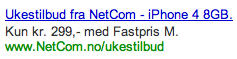 Ukestilbud fra NetCom - iPhone 4 8GB.
Kun kr. 299,- med Fastpris M.
www.NetCom.no/ukestilbud